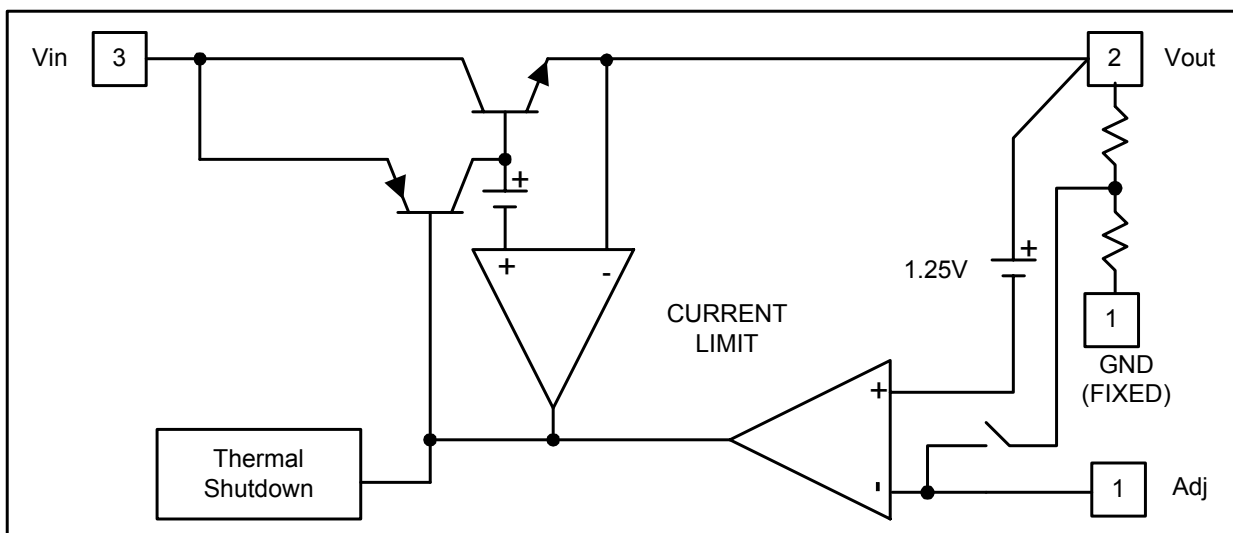 Vin 3 2 Vout
+
+ -
1.25V +
CURRENT
LIMIT
1
GND
(FIXED)
+
Thermal
Shutdown
- 1 Adj